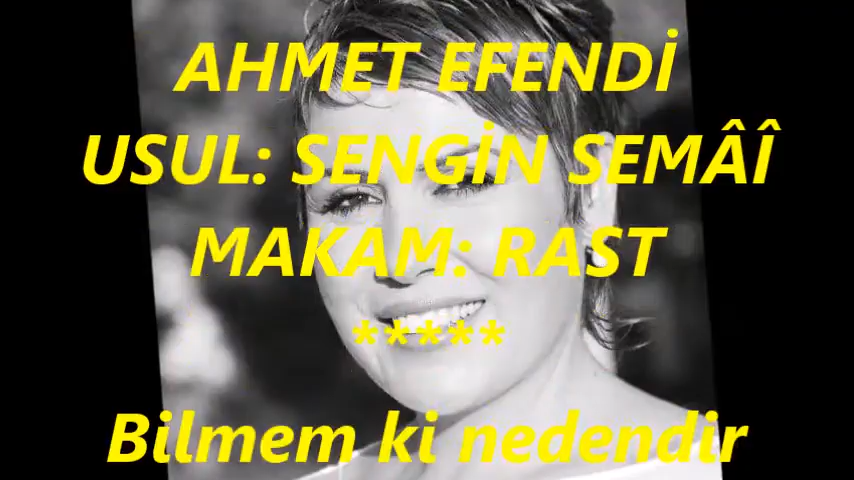 AHMET EFENDİ
USUL: SENGİN SEMÂÎ
MAKAM: RAST
*****
Bilmem ki nedendir